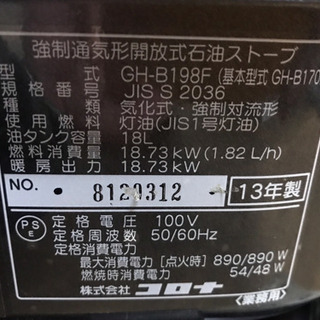 強制通気形開放式石油ストーブ
型式 GH-B198F (基本型式 GH-B170
規格番号 JIS S 2036
種類 気化式・強制対流形
使用燃料 灯油(JIS1号灯油)
油タンク容量 18L
燃料消費量 18.73kW (1.82 L/h)
暖房出力 18.73kW
NO. • 8120312 – 13年製
PS E 定格電圧 100V
定格周波数 50/60Hz
定格消費電力
最大消費電力[点火時] 890/890 W
燃焼時消費電力 54/48 W
株式会社 コロナ 〈業務用〉